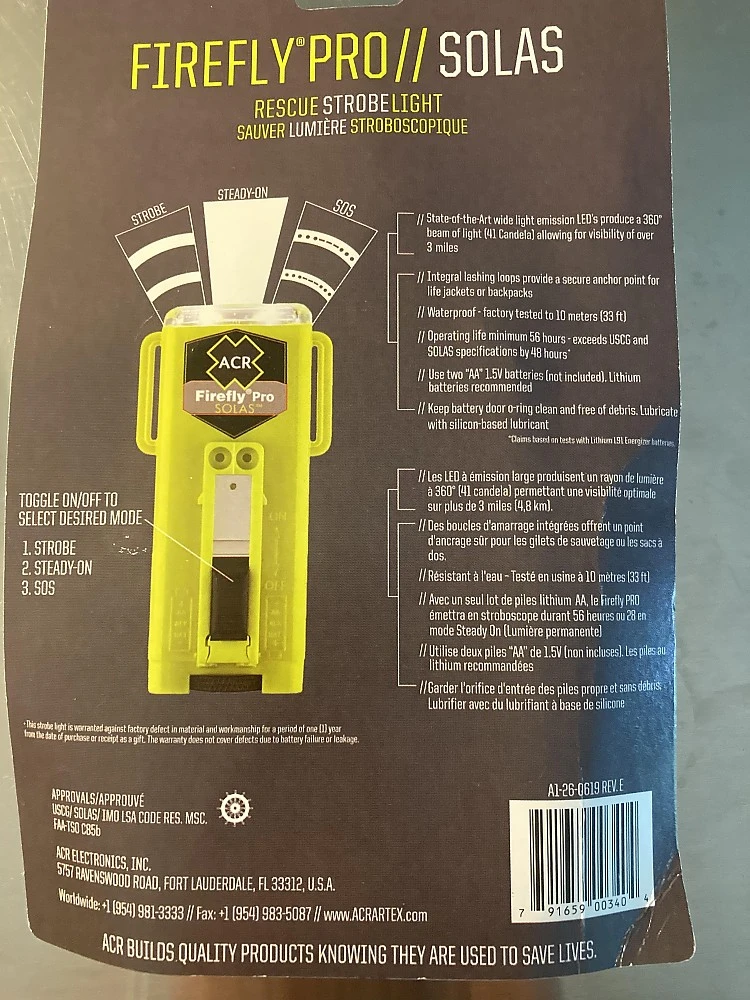 FIREFLY® PRO // SOLAS
RESCUE STROBE LIGHT
SAUVER LUMIÈRE STROBOSCOPIQUE
STROBE
STEADY-ON
SOS
ACR
Firefly® Pro
SOLAS™
ON
OFF
TOGGLE ON/OFF TO
SELECT DESIRED MODE
1. STROBE
2. STEADY-ON
3. SOS
// State-of-the-Art wide light emission LED's produce a 360°
beam of light (41 Candela) allowing for visibility of over
3 miles
// Integral lashing loops provide a secure anchor point for
life jackets or backpacks
// Waterproof - factory tested to 10 meters (33 ft)
// Operating life minimum 56 hours - exceeds USCG and
SOLAS specifications by 48 hours*
// Use two "AA" 1.5V batteries (not included). Lithium
batteries recommended
// Keep battery door o-ring clean and free of debris. Lubricate
with silicon-based lubricant
*Claims based on tests with Lithium L91 Energizer batteries.
// Les LED à émission large produisent un rayon de lumière
à 360° (41 candela) permettant une visibilité optimale
sur plus de 3 miles (4,8 km).
// Des boucles d'amarrage intégrées offrent un point
d'ancrage sûr pour les gilets de sauvetage ou les sacs à
dos.
// Résistant à l'eau - Testé en usine à 10 mètres (33 ft)
// Avec un seul lot de piles lithium AA, le Firefly PRO
émettra en stroboscope durant 56 heures ou 28 en
mode Steady On (Lumière permanente)
// Utilise deux piles "AA" de 1.5V (non incluses). Les piles au
lithium recommandées
// Garder l'orifice d'entrée des piles propre et sans débris.
Lubrifier avec du lubrifiant à base de silicone
* This strobe light is warranted against factory defect in material and workmanship for a period of one (1) year
from the date of purchase or receipt as a gift. The warranty does not cover defects due to battery failure or leakage.
APPROVALS/APPROUVÉ
USCG/ SOLAS/ IMO LSA CODE RES. MSC.
FAA-TSO C85b
ACR ELECTRONICS, INC.
5757 RAVENSWOOD ROAD, FORT LAUDERDALE, FL 33312, U.S.A.
Worldwide: +1 (954) 981-3333 // Fax: +1 (954) 983-5087 // www.ACRARTEX.com
A1-26-0619 REV. E
7 91659 00340 4
ACR BUILDS QUALITY PRODUCTS KNOWING THEY ARE USED TO SAVE LIVES.